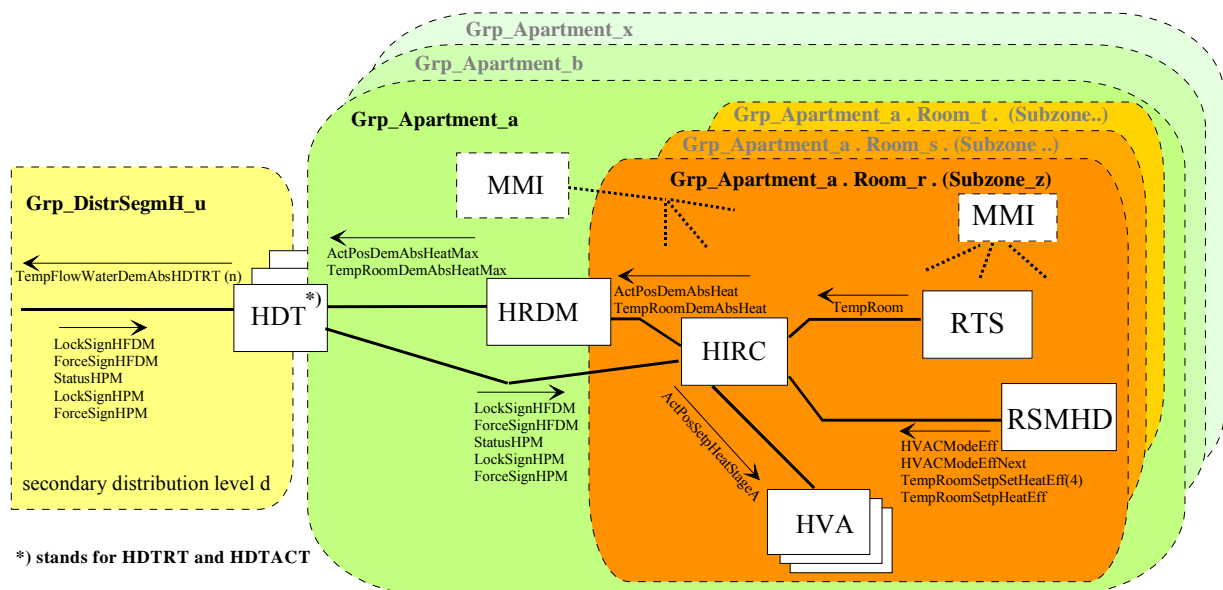 Grp_Apartment_x
Grp_Apartment_b
Grp_Apartment_a
Grp_Apartment_a . Room_t . (Subzone..)
Grp_Apartment_a . Room_s . (Subzone ..)
Grp_Apartment_a . Room_r . (Subzone_z)
MMI
MMI
Grp_DistrSegmH_u
TempFlowWaterDemAbsHDTRT (n)
LockSignHFDM
ForceSignHFDM
StatusHPM
LockSignHPM
ForceSignHPM
secondary distribution level d
HDT*)
ActPosDemAbsHeatMax
TempRoomDemAbsHeatMax
HRDM
LockSignHFDM
ForceSignHFDM
StatusHPM
LockSignHPM
ForceSignHPM
ActPosDemAbsHeat
TempRoomDemAbsHeat
HIRC
TempRoom
RTS
RSMHD
HVACModeEff
HVACModeEffNext
TempRoomSetpSetHeatEff(4)
TempRoomSetpHeatEff
ActPosSetpHeatStageA
HVA
*) stands for HDTRT and HDTACT